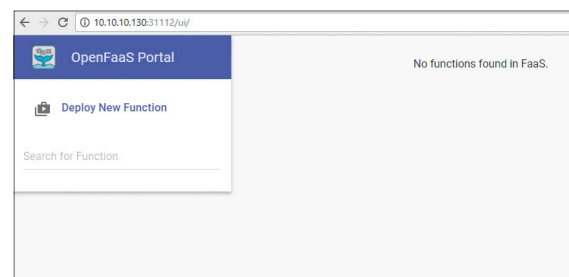 10.10.10.130:31112/ui/
OpenFaaS Portal
No functions found in FaaS.
Deploy New Function
Search for Function